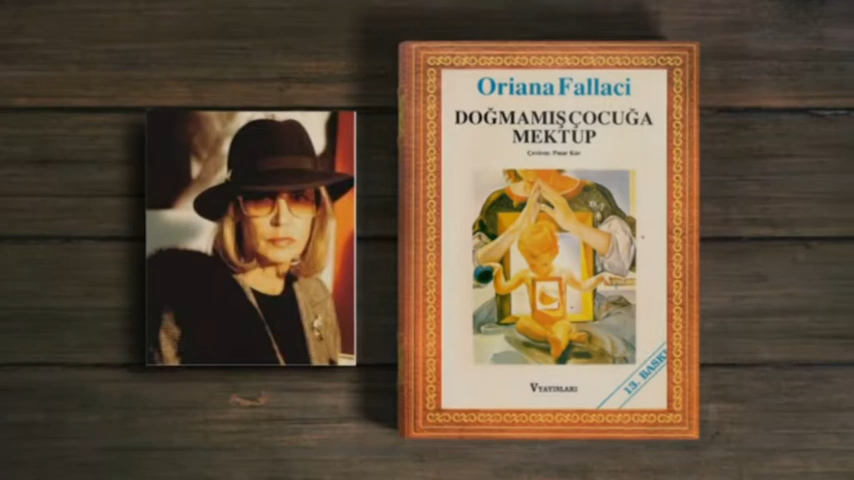 Oriana Fallaci
DOĞMAMIŞ ÇOCUĞA
MEKTUP
Çeviren: Pınar Kür
V YAYINLARI
13. BASKI